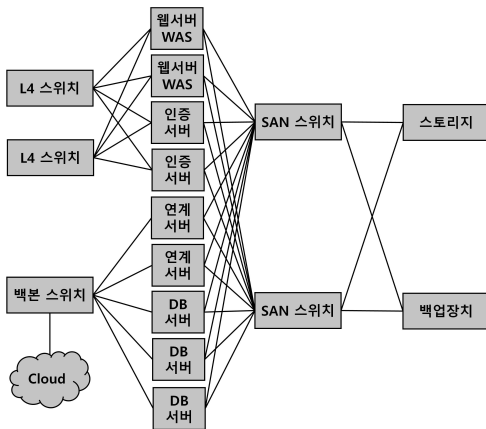 웹서버
WAS
웹서버
WAS
L4 스위치
인증
서버
SAN 스위치
스토리지
L4 스위치
인증
서버
연계
서버
연계
서버
백본 스위치
DB
서버
SAN 스위치
백업장치
DB
서버
Cloud
DB
서버